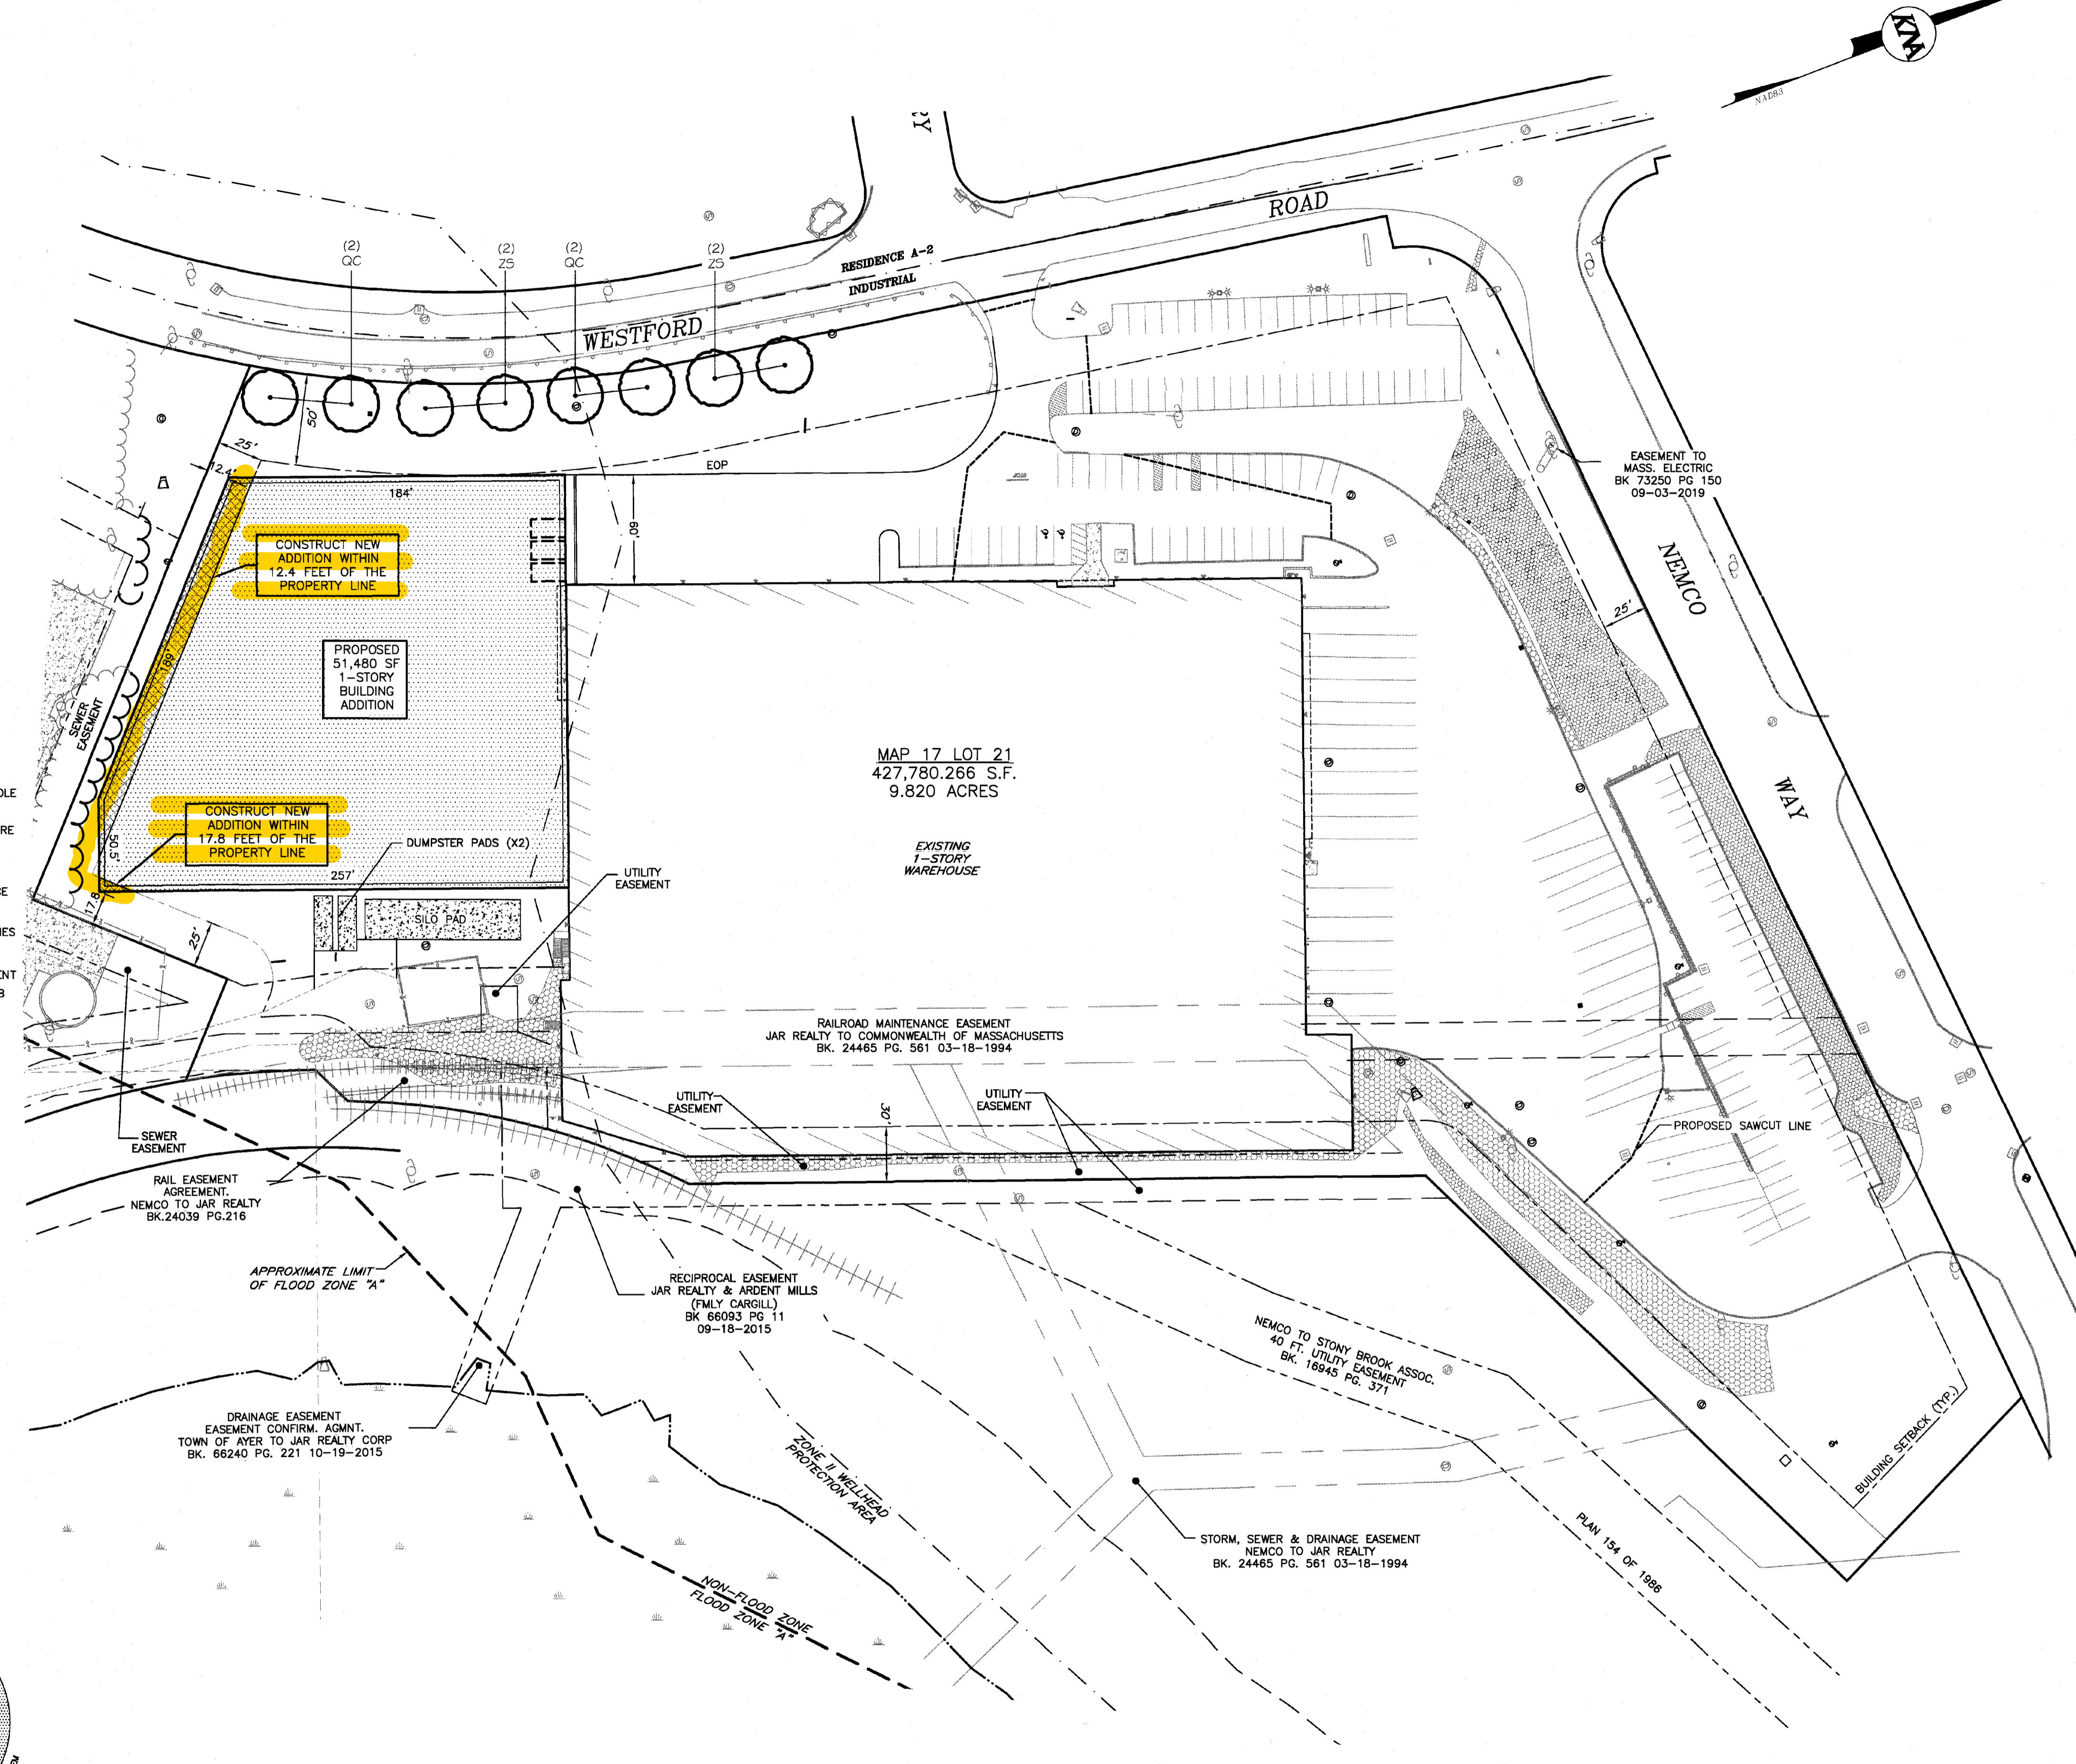 KNA
NAD83
RY
ROAD
RESIDENCE A-2
INDUSTRIAL
WESTFORD
(2)
QC
(2)
ZS
(2)
QC
(2)
ZS
50'
25'
12.4'
EOP
184'
60'
CONSTRUCT NEW
ADDITION WITHIN
12.4 FEET OF THE
PROPERTY LINE
EASEMENT TO
MASS. ELECTRIC
BK 73250 PG 150
09-03-2019
NEMCO
25'
WAY
189'
PROPOSED
51,480 SF
1-STORY
BUILDING
ADDITION
SEWER
EASEMENT
MAP 17 LOT 21
427,780.266 S.F.
9.820 ACRES
EXISTING
1-STORY
WAREHOUSE
CONSTRUCT NEW
ADDITION WITHIN
17.8 FEET OF THE
PROPERTY LINE
50.5'
257'
17.8'
25'
DUMPSTER PADS (X2)
SILO PAD
UTILITY
EASEMENT
RAILROAD MAINTENANCE EASEMENT
JAR REALTY TO COMMONWEALTH OF MASSACHUSETTS
BK. 24465 PG. 561 03-18-1994
UTILITY
EASEMENT
UTILITY
EASEMENT
30'
PROPOSED SAWCUT LINE
SEWER
EASEMENT
RAIL EASEMENT
AGREEMENT.
NEMCO TO JAR REALTY
BK.24039 PG.216
APPROXIMATE LIMIT
OF FLOOD ZONE "A"
RECIPROCAL EASEMENT
JAR REALTY & ARDENT MILLS
(FMLY CARGILL)
BK 66093 PG 11
09-18-2015
NEMCO TO STONY BROOK ASSOC.
40 FT. UTILITY EASEMENT
BK. 16945 PG. 371
DRAINAGE EASEMENT
EASEMENT CONFIRM. AGMNT.
TOWN OF AYER TO JAR REALTY CORP
BK. 66240 PG. 221 10-19-2015
ZONE II WELLHEAD
PROTECTION AREA
BUILDING SETBACK (TYP.)
STORM, SEWER & DRAINAGE EASEMENT
NEMCO TO JAR REALTY
BK. 24465 PG. 561 03-18-1994
PLAN 154 OF 1986
NON-FLOOD ZONE
FLOOD ZONE "A"